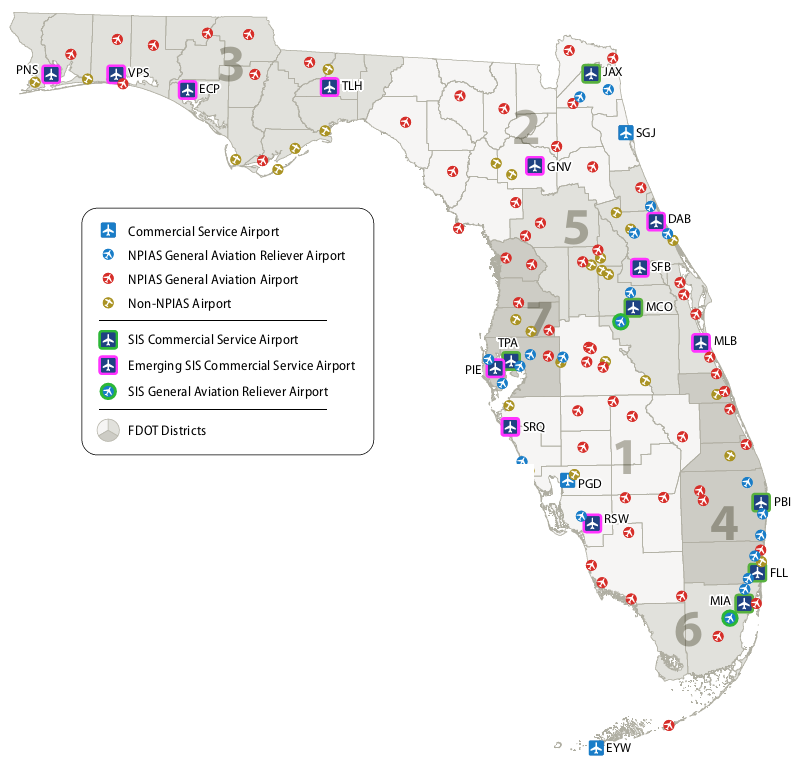 PNS
VPS
ECP
3
TLH
JAX
2
SGJ
GNV
5
DAB
SFB
MCO
7
TPA
PIE
MLB
SRQ
1
PGD
RSW
PBI
4
FLL
MIA
6
EYW
Commercial Service Airport
NPIAS General Aviation Reliever Airport
NPIAS General Aviation Airport
Non-NPIAS Airport
SIS Commercial Service Airport
Emerging SIS Commercial Service Airport
SIS General Aviation Reliever Airport
FDOT Districts